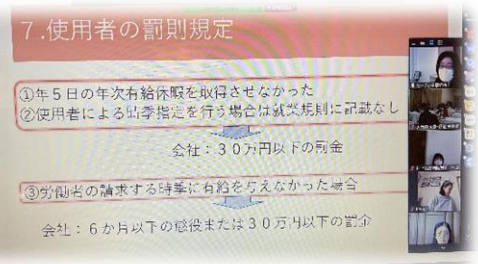 7.使用者の罰則規定
①年5日の年次有給休暇を取得させなかった
②使用者による時季指定を行う場合は就業規則に記載なし
会社：30万円以下の罰金
③労働者の請求する時季に有給を与えなかった場合
会社：6か月以下の懲役または30万円以下の罰金